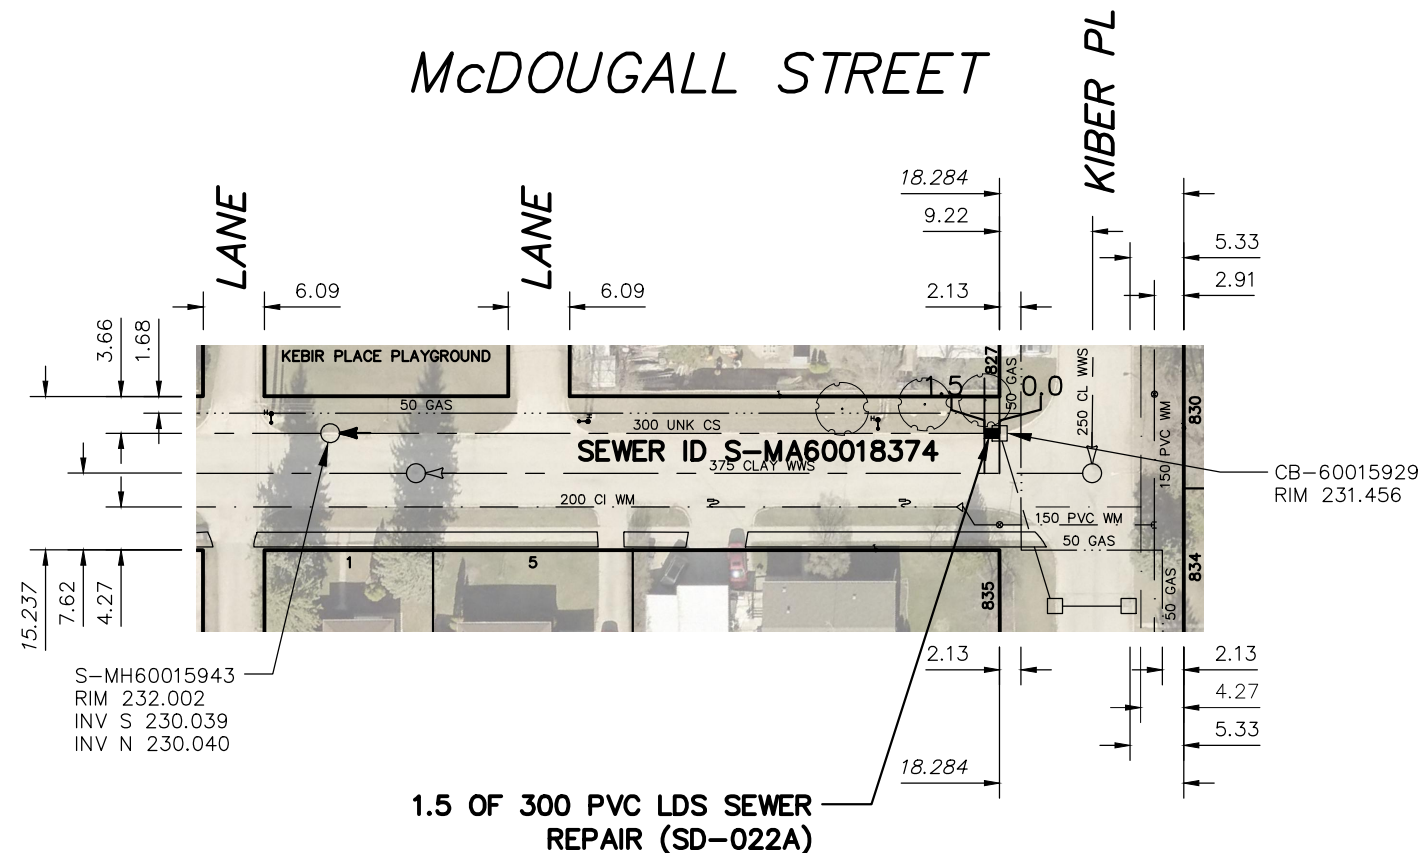 McDOUGALL STREET
KIBER PL
LANE
LANE
18.284
9.22
5.33
2.91
2.13
6.09
6.09
3.66
1.68
KEBIR PLACE PLAYGROUND
827
50 GAS
1.5
0.0
250 CL WWS
150 PVC WM
830
50 GAS
300 UNK CS
SEWER ID S-MA60018374
375 CLAY WWS
200 CI WM
CB-60015929
RIM 231.456
150 PVC WM
50 GAS
1
5
835
834
50 GAS
15.237
7.62
4.27
S-MH60015943
RIM 232.002
INV S 230.039
INV N 230.040
2.13
2.13
4.27
5.33
18.284
1.5 OF 300 PVC LDS SEWER
REPAIR (SD-022A)